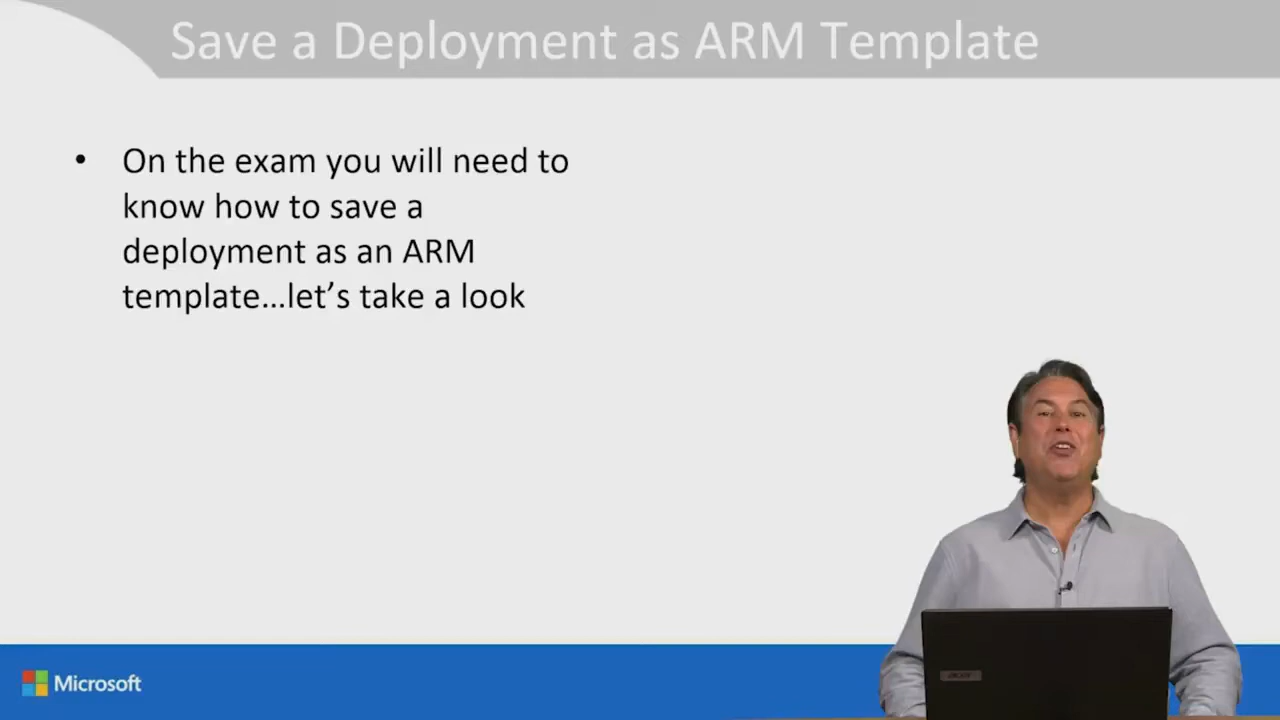 Save a Deployment as ARM Template
• On the exam you will need to
know how to save a
deployment as an ARM
template…let’s take a look
Microsoft
acer